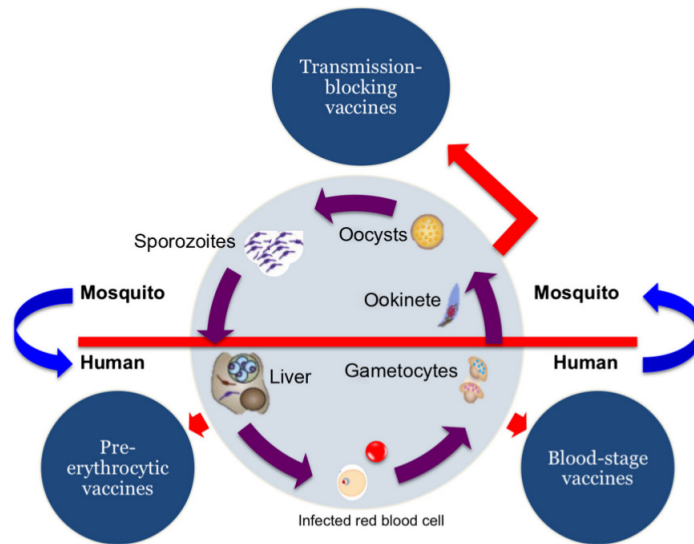 Transmission-
blocking
vaccines
Sporozoites
Oocysts
Mosquito
Ookinete
Mosquito
Human
Liver
Gametocytes
Human
Pre-
erythrocytic
vaccines
Blood-stage
vaccines
Infected red blood cell